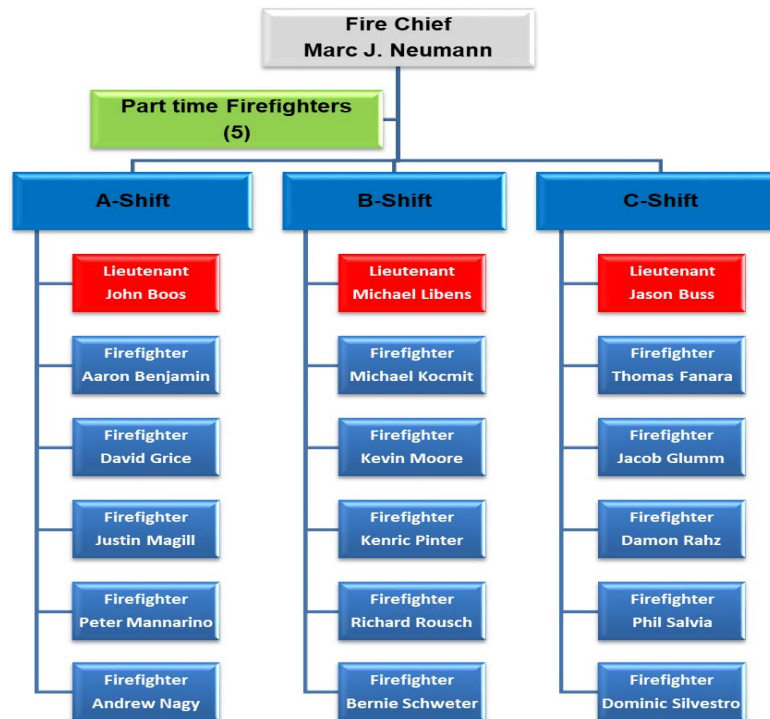 Fire Chief
Marc J. Neumann
Part time Firefighters
(5)
A-Shift
Lieutenant
John Boos
Firefighter
Aaron Benjamin
Firefighter
David Grice
Firefighter
Justin Magill
Firefighter
Peter Mannarino
Firefighter
Andrew Nagy
B-Shift
Lieutenant
Michael Libens
Firefighter
Michael Kocmit
Firefighter
Kevin Moore
Firefighter
Kenric Pinter
Firefighter
Richard Rousch
Firefighter
Bernie Schweter
C-Shift
Lieutenant
Jason Buss
Firefighter
Thomas Fanara
Firefighter
Jacob Glumm
Firefighter
Damon Rahz
Firefighter
Phil Salvia
Firefighter
Dominic Silvestro